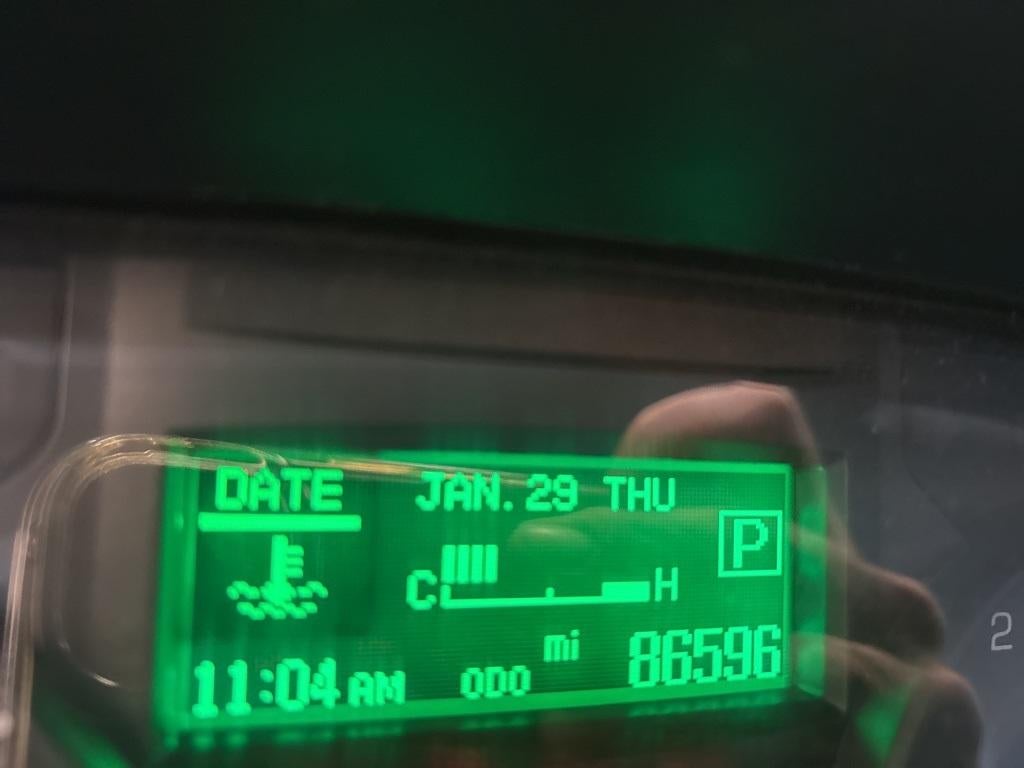 DATE JAN. 29 THU
P
C H
2
mi
11:04 AM ODO 86596